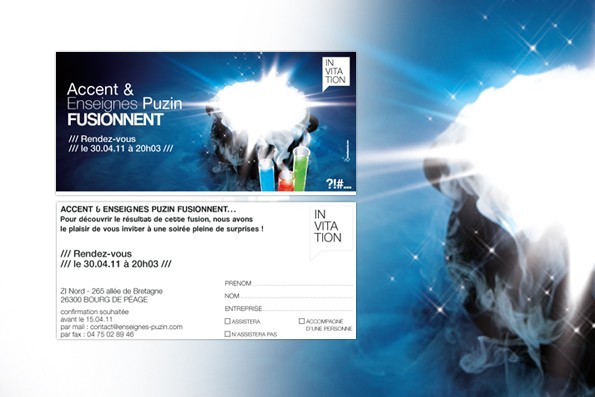 IN
VITA
TION
Accent &
Enseignes Puzin
FUSIONNENT
/// Rendez-vous
/// le 30.04.11 à 20h03 ///
?!#...
ACCENT & ENSEIGNES PUZIN FUSIONNENT...
Pour découvrir le résultat de cette fusion, nous avons
le plaisir de vous inviter à une soirée pleine de surprises !
IN
VITA
TION
/// Rendez-vous
/// le 30.04.11 à 20h03 ///
ZI Nord - 265 allée de Bretagne
26300 BOURG DE PÉAGE
confirmation souhaitée
avant le 15.04.11
par mail : contact@enseignes-puzin.com
par fax : 04 75 02 89 46
PRENOM
NOM
ENTREPRISE
ASSISTERA
ACCOMPAGNÉ
D'UNE PERSONNE
N'ASSISTERA PAS